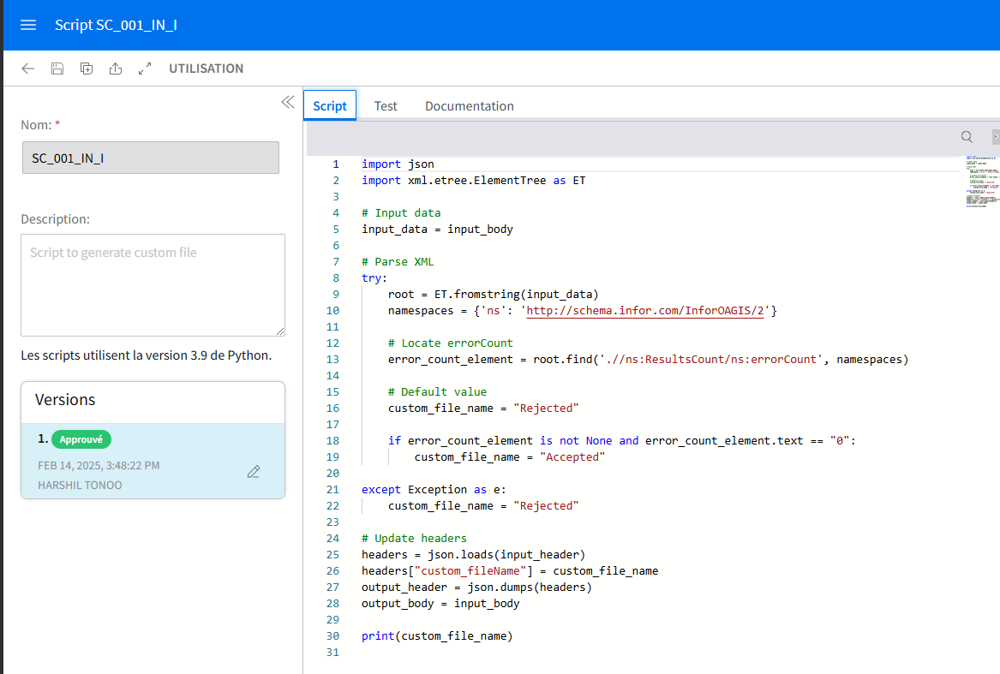 Script SC_001_IN_I
UTILISATION
Nom: *
SC_001_IN_I
Description:
Script to generate custom file
Les scripts utilisent la version 3.9 de Python.
Versions
1. Approuvé
FEB 14, 2025, 3:48:22 PM
HARSHIL TONOO
Script Test Documentation
1 import json
2 import xml.etree.ElementTree as ET
3
4 # Input data
5 input_data = input_body
6
7 # Parse XML
8 try:
9     root = ET.fromstring(input_data)
10     namespaces = {'ns': 'http://schema.infor.com/InforOAGIS/2'}
11
12     # Locate errorCount
13     error_count_element = root.find('.//ns:ResultsCount/ns:errorCount', namespaces)
14
15     # Default value
16     custom_file_name = "Rejected"
17
18     if error_count_element is not None and error_count_element.text == "0":
19         custom_file_name = "Accepted"
20
21 except Exception as e:
22     custom_file_name = "Rejected"
23
24 # Update headers
25 headers = json.loads(input_header)
26 headers["custom_fileName"] = custom_file_name
27 output_header = json.dumps(headers)
28 output_body = input_body
29
30 print(custom_file_name)
31